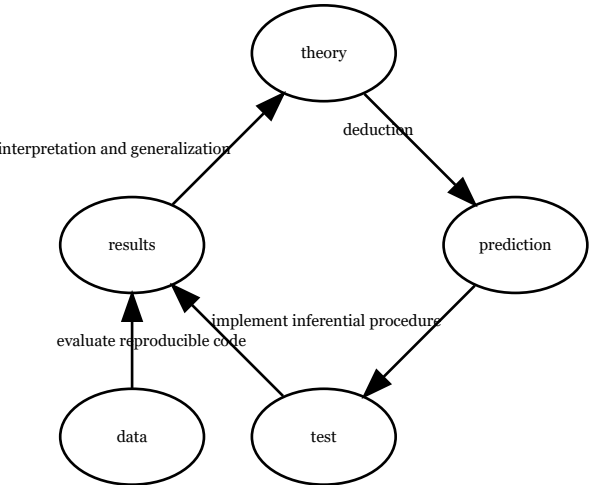 theory
deduction
interpretation and generalization
results
prediction
implement inferential procedure
evaluate reproducible code
data
test